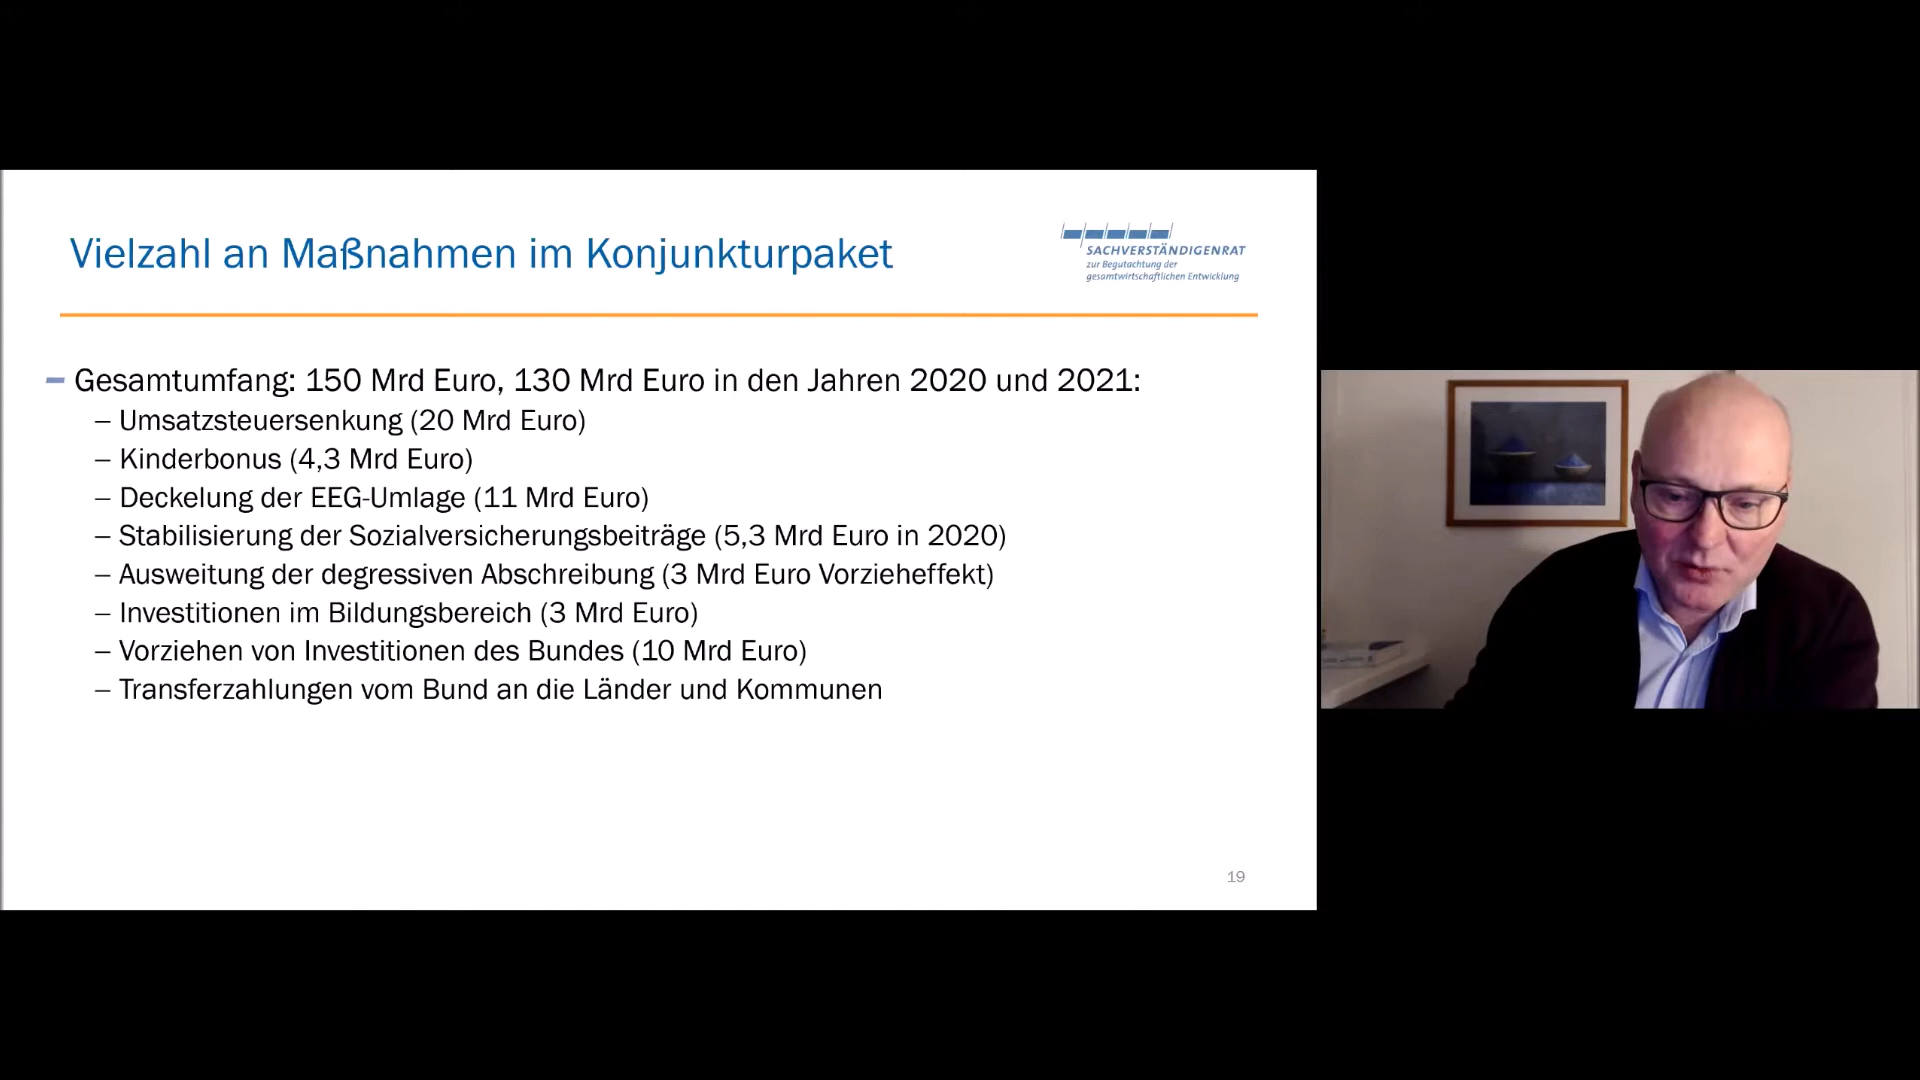 Vielzahl an Maßnahmen im Konjunkturpaket
SACHVERSTÄNDIGENRAT
zur Begutachtung der
gesamtwirtschaftlichen Entwicklung
– Gesamtumfang: 150 Mrd Euro, 130 Mrd Euro in den Jahren 2020 und 2021:
– Umsatzsteuersenkung (20 Mrd Euro)
– Kinderbonus (4,3 Mrd Euro)
– Deckelung der EEG-Umlage (11 Mrd Euro)
– Stabilisierung der Sozialversicherungsbeiträge (5,3 Mrd Euro in 2020)
– Ausweitung der degressiven Abschreibung (3 Mrd Euro Vorzieheffekt)
– Investitionen im Bildungsbereich (3 Mrd Euro)
– Vorziehen von Investitionen des Bundes (10 Mrd Euro)
– Transferzahlungen vom Bund an die Länder und Kommunen
19